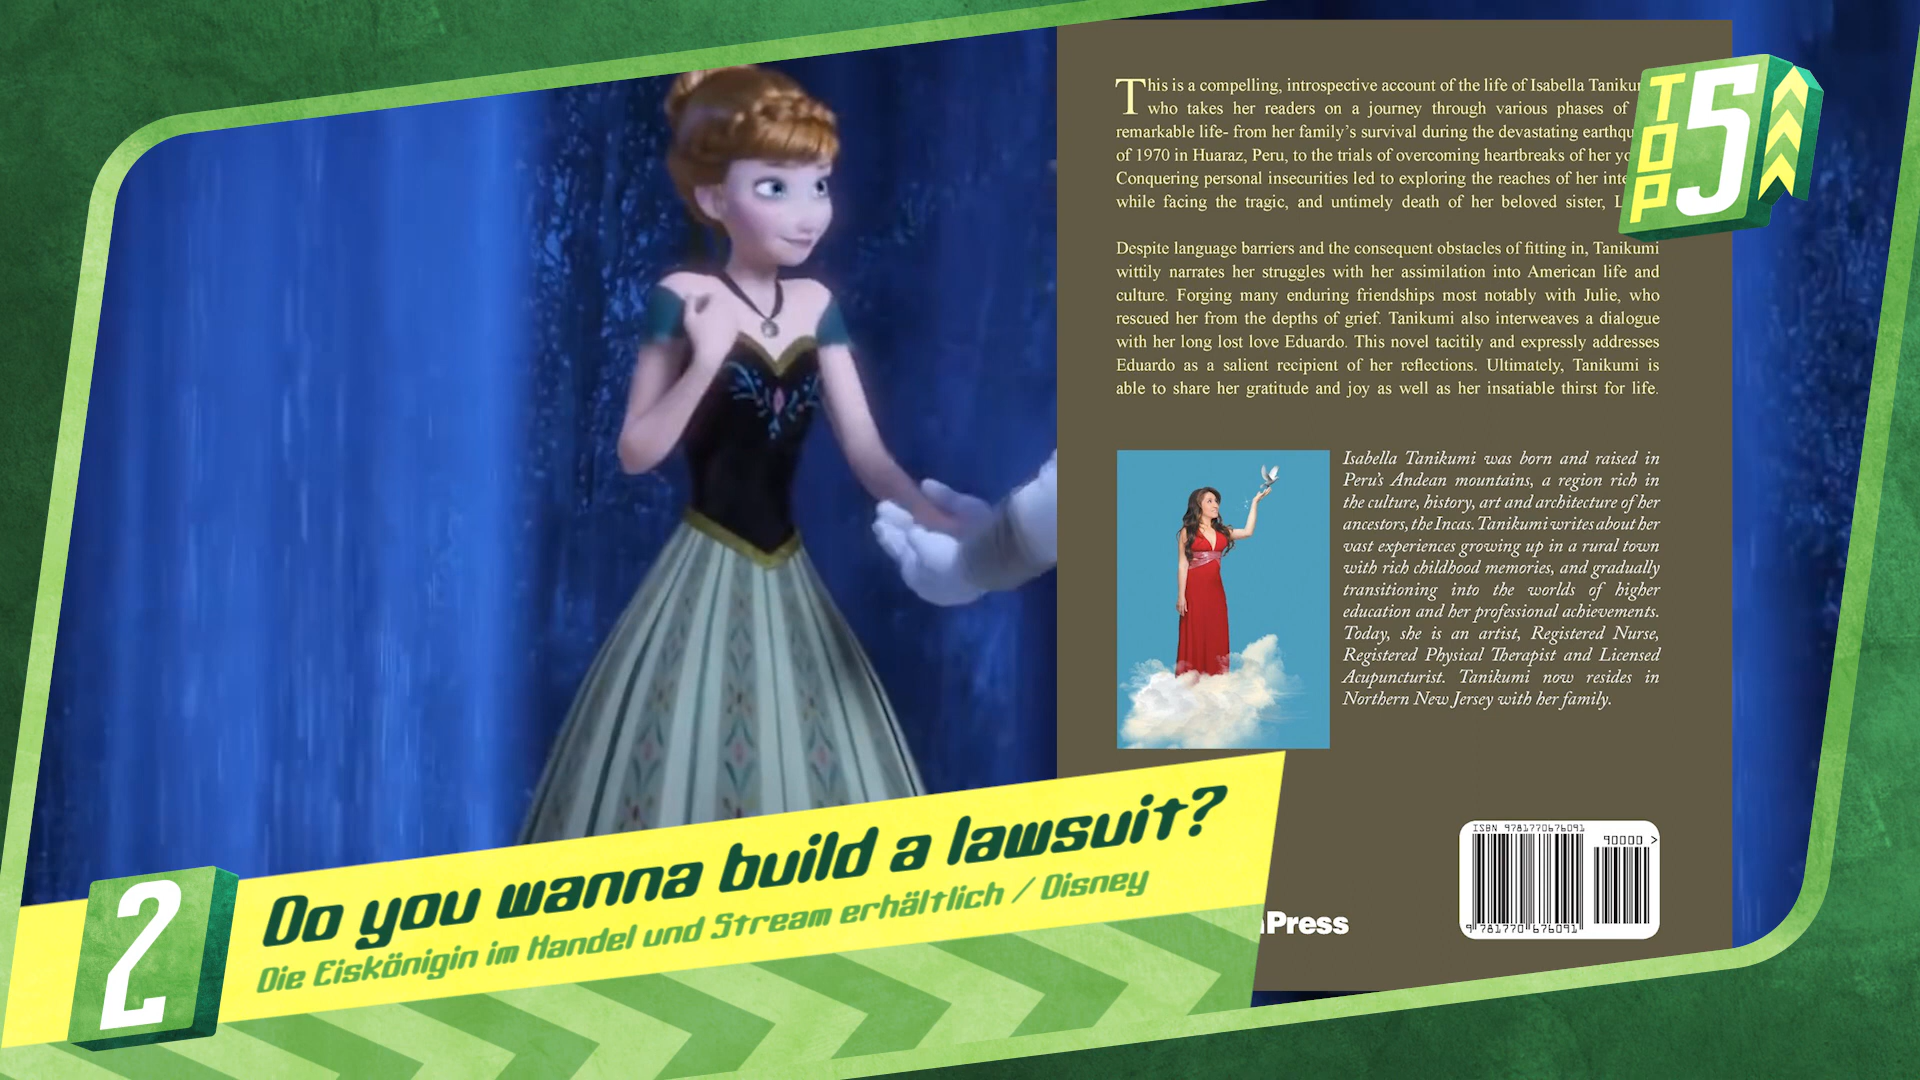 This is a compelling, introspective account of the life of Isabella
who takes her readers on a journey through various phases of
remarkable life- from her family's survival during the devastating
of 1970 in Huaraz, Peru, to the trials of overcoming heartbreaks of her
Conquering personal insecurities led to exploring the reaches of her
while facing the tragic, and untimely death of her beloved sister,
Despite language barriers and the consequent obstacles of fitting in, Tanikumi
wittily narrates her struggles with her assimilation into American life and
culture. Forging many enduring friendships most notably with Julie, who
rescued her from the depths of grief. Tanikumi also interweaves a dialogue
with her long lost love Eduardo. This novel tacitily and expressly addresses
Eduardo as a salient recipient of her reflections. Ultimately, Tanikumi is
able to share her gratitude and joy as well as her insatiable thirst for life.
TOP 5
Isabella Tanikumi was born and raised in
Peru's Andean mountains, a region rich in
the culture, history, art and architecture of her
ancestors, the Incas. Tanikumi writes about her
vast experiences growing up in a rural town
with rich childhood memories, and gradually
transitioning into the worlds of higher
education and her professional achievements.
Today, she is an artist, Registered Nurse,
Registered Physical Therapist and Licensed
Acupuncturist. Tanikumi now resides in
Northern New Jersey with her family.
ISBN 9781770676091
90000 >
9 781770 676091
Press
2
Do you wanna build a lawsuit?
Die Eiskönigin im Handel und Stream erhältlich / Disney